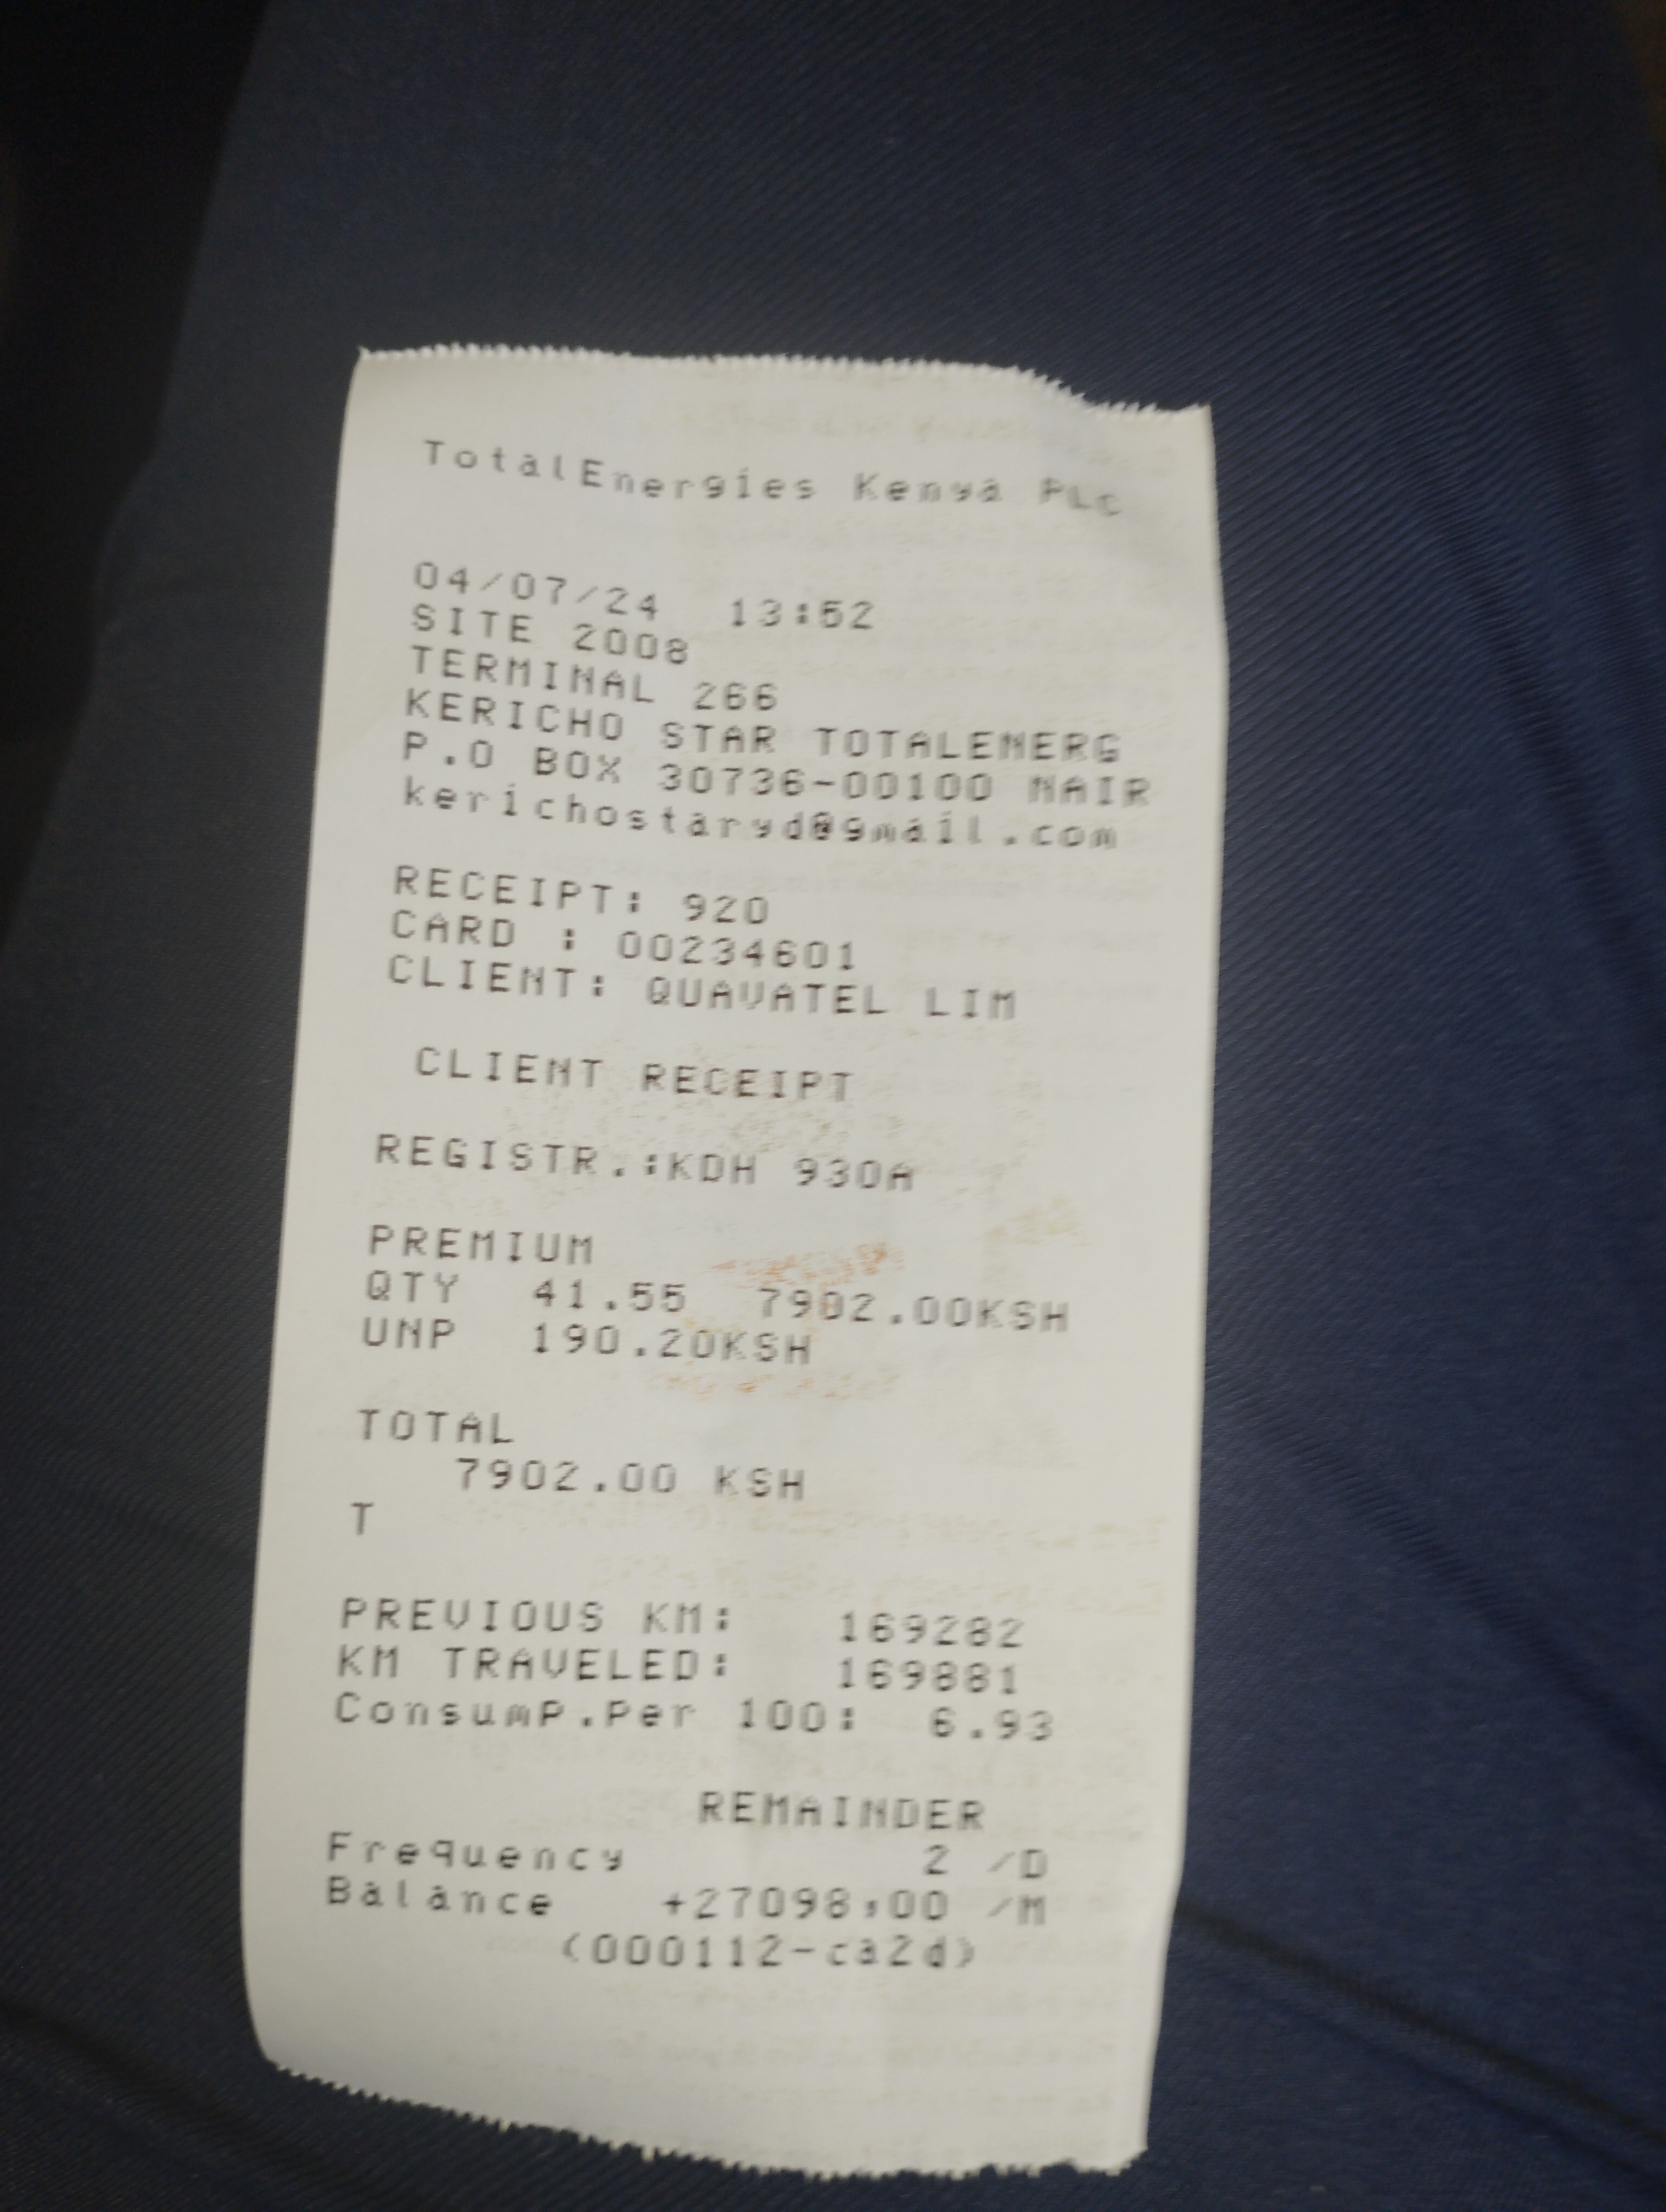 TotalEnergies Kenya PLC
04/07/24 13:52
SITE 2008
TERMINAL 266
KERICHO STAR TOTALENERG
P.O BOX 30736-00100 NAIR
kerichostaryd@gmail.com
RECEIPT: 920
CARD : 00234601
CLIENT: QUAVATEL LIM
CLIENT RECEIPT
REGISTR.:KDH 930A
PREMIUM
QTY 41.55 7902.00KSH
UNP 190.20KSH
TOTAL
7902.00 KSH
T
PREVIOUS KM: 169282
KM TRAVELED: 169881
Consump.Per 100: 6.93
REMAINDER
Frequency 2 /D
Balance +27098,00 /M
(000112-ca2d)